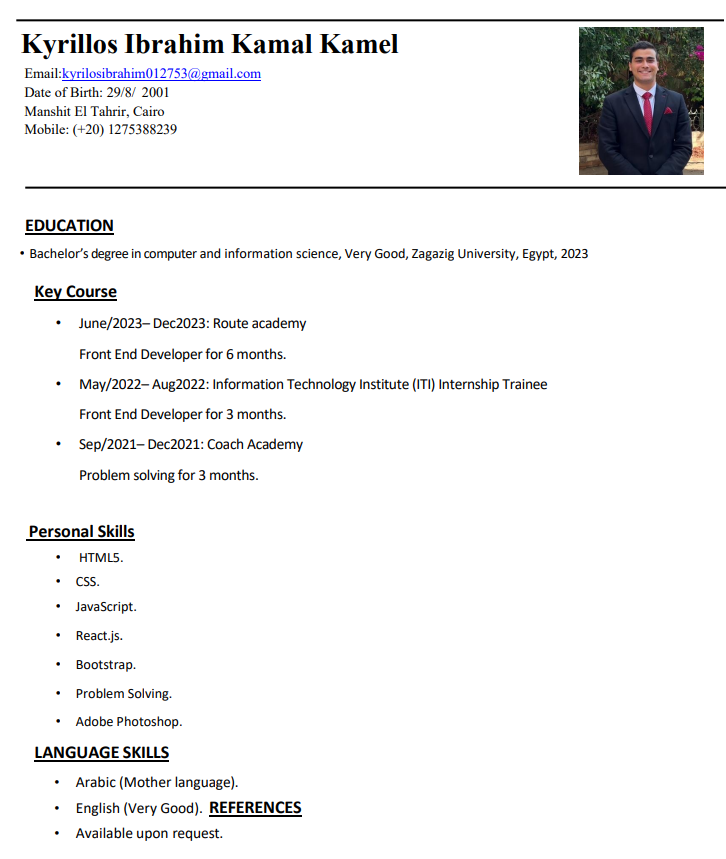 Kyrillos Ibrahim Kamal Kamel
Email:kyrilosibrahim012753@gmail.com
Date of Birth: 29/8/ 2001
Manshit El Tahrir, Cairo
Mobile: (+20) 1275388239
EDUCATION
• Bachelor's degree in computer and information science, Very Good, Zagazig University, Egypt, 2023
Key Course
• June/2023– Dec2023: Route academy
Front End Developer for 6 months.
• May/2022– Aug2022: Information Technology Institute (ITI) Internship Trainee
Front End Developer for 3 months.
• Sep/2021– Dec2021: Coach Academy
Problem solving for 3 months.
Personal Skills
• HTML5.
• CSS.
• JavaScript.
• React.js.
• Bootstrap.
• Problem Solving.
• Adobe Photoshop.
LANGUAGE SKILLS
• Arabic (Mother language).
• English (Very Good). REFERENCES
• Available upon request.